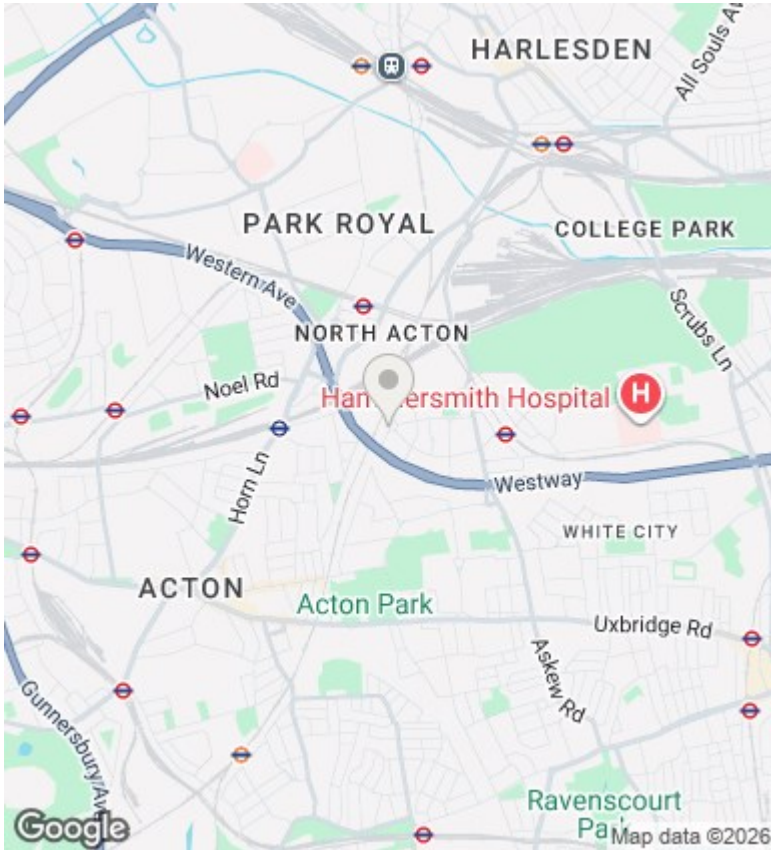 HARLESDEN
All Souls Av
PARK ROYAL
COLLEGE PARK
Western Ave
Scrubs Ln
NORTH ACTON
Noel Rd
Hammersmith Hospital
H
Horn Ln
Westway
WHITE CITY
ACTON
Acton Park
Uxbridge Rd
Askew Rd
Gunnersbury Ave
Ravenscourt
Park
Google
Map data ©2026